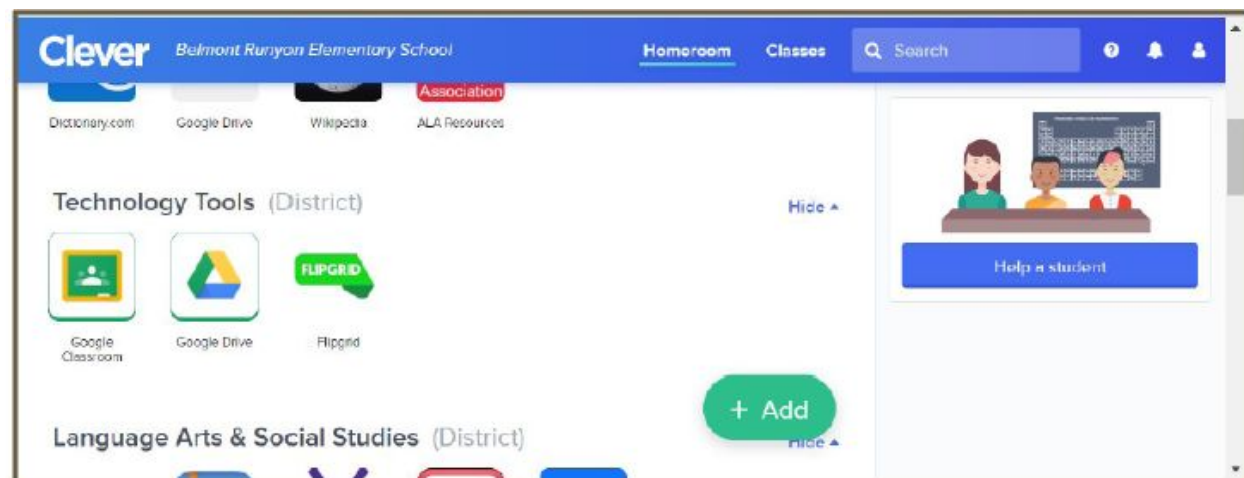 Clever Belmont Runyon Elementary School Homeroom Classes Search
Association
Dictionary.com Google Drive Wikipedia ALA Resources
Technology Tools (District) Hide
FLIPGRID
Google Classroom
Google Drive
Flipgrid
Help a student
+ Add
Language Arts & Social Studies (District) Hide